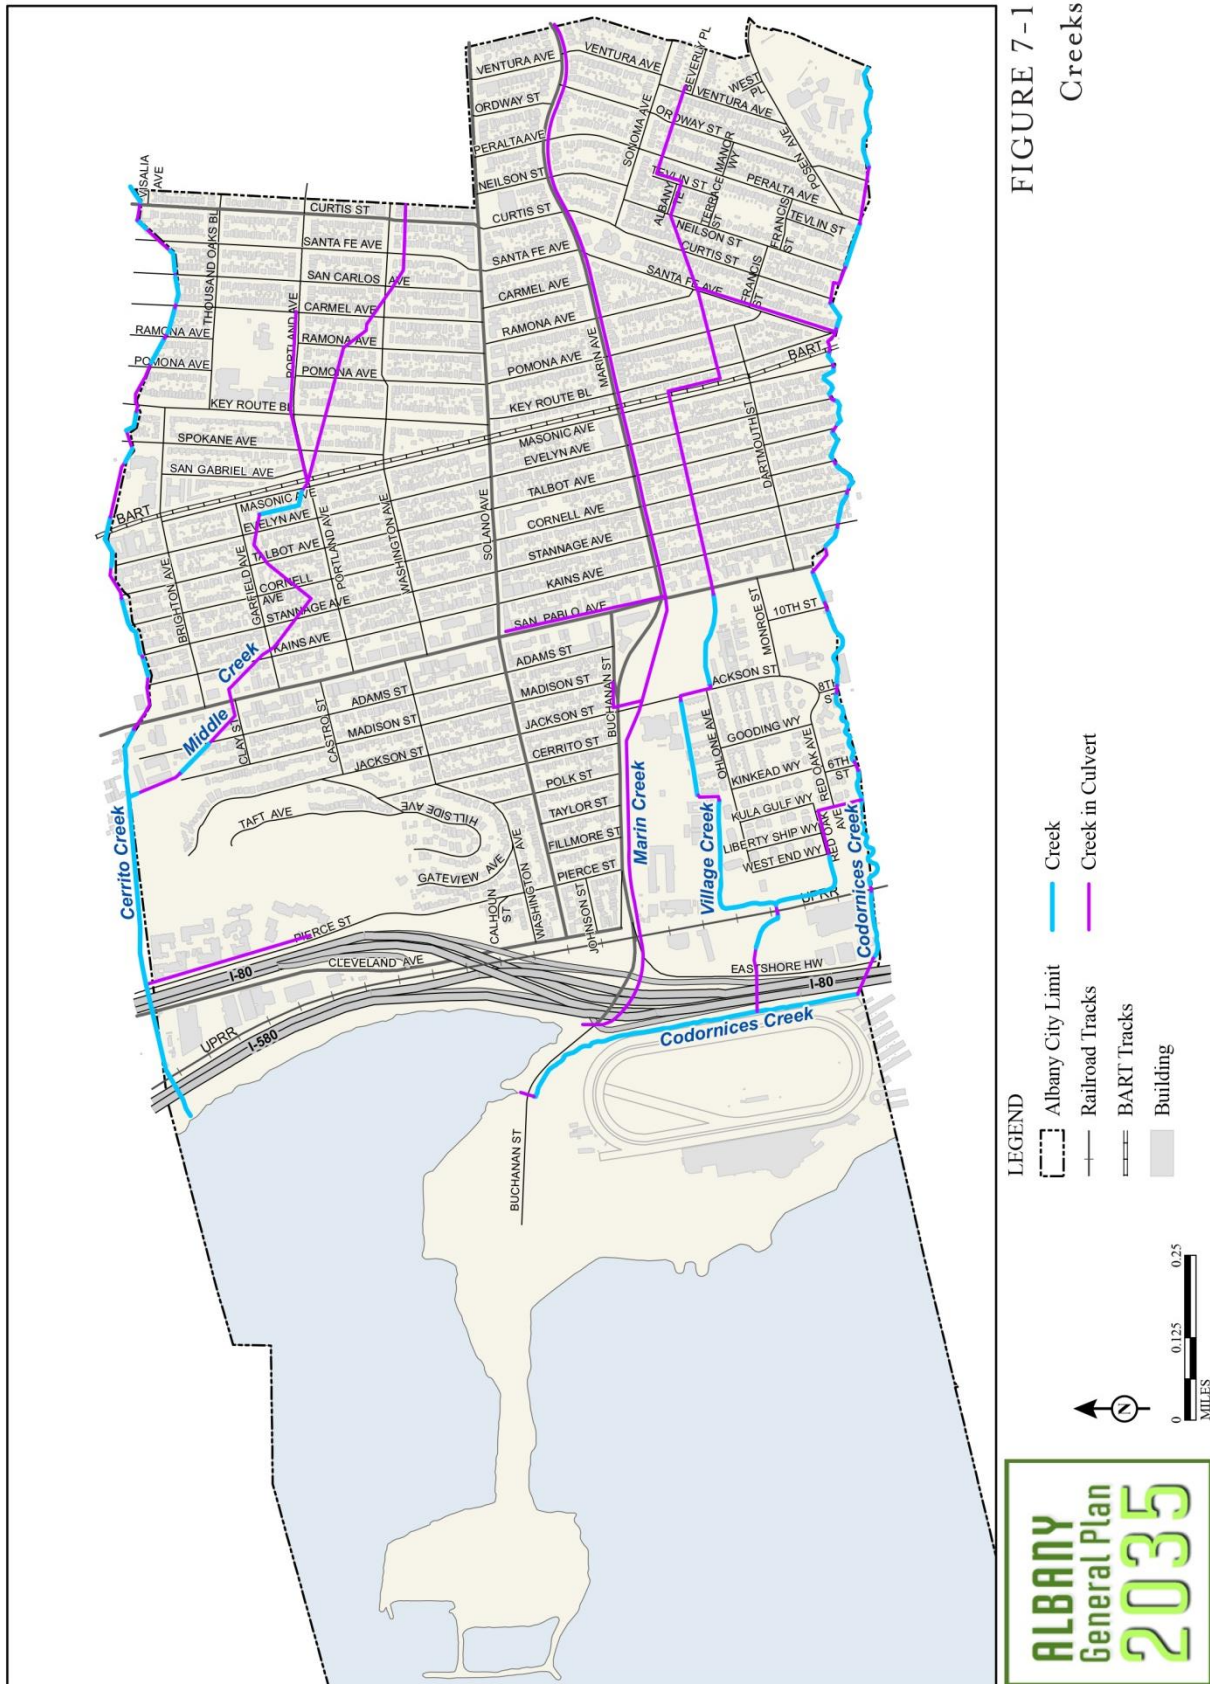 VISALIA
AVE
THOUSAND OAKS BL
CURTIS ST
SANTA FE AVE
SAN CARLOS AVE
CARMEL AVE
RAMONA AVE
RAMONA AVE
PORTLAND AVE
POMONA AVE
POMONA AVE
KEY ROUTE BL
SPOKANE AVE
SAN GABRIEL AVE
BART
MASONIC AVE
EVELYN AVE
TALBOT AVE
CORNELL
AVE
STANNAGE AVE
KAINS AVE
BRIGHTON AVE
GARFIELD AVE
PORTLAND AVE
WASHINGTON AVE
SOLANO AVE
VENTURA AVE
ORDWAY ST
PERALTA AVE
NEILSON ST
CURTIS ST
SANTA FE AVE
CARMEL AVE
RAMONA AVE
POMONA AVE
KEY ROUTE BL
MARIN AVE
MASONIC AVE
EVELYN AVE
TALBOT AVE
CORNELL AVE
STANNAGE AVE
KAINS AVE
SAN PABLO AVE
VENTURA AVE
SONOMA AVE
BEVERLY PL
WEST
PL
VENTURA AVE
ORDWAY ST
POSEN AVE
PERALTA AVE
MANOR
WY
TEVLIN ST
ALBANY
TE
TERRACE
ST
NEILSON ST
CURTIS ST
FRANCIS
ST
TEVLIN ST
SANTA FE AVE
FRANCIS
ST
BART
DARTMOUTH ST
MONROE ST
10TH ST
JACKSON ST
8TH
ST
Middle Creek
CLAY ST
CASTRO ST
ADAMS ST
MADISON ST
JACKSON ST
TAFT AVE
HILLSIDE AVE
GATEVIEW AVE
WASHINGTON AVE
CALHOUN
ST
ADAMS ST
MADISON ST
JACKSON ST
CERRITO ST
POLK ST
TAYLOR ST
FILLMORE ST
PIERCE ST
JOHNSON ST
BUCHANAN ST
Marin Creek
Village Creek
OHLONE AVE
GOODING WY
KINKEAD WY
KULA GULF WY
LIBERTY SHIP WY
WEST END WY
RED OAK AVE
6TH
ST
RED OAK
AVE
Codornices Creek
UPRR
Cerrito Creek
PIERCE ST
CLEVELAND AVE
I-80
UPRR
I-580
EASTSHORE HW
I-80
Codornices Creek
BUCHANAN ST
FIGURE 7-1
Creeks
LEGEND
Albany City Limit
Railroad Tracks
BART Tracks
Building
Creek
Creek in Culvert
N
0 0.125 0.25
MILES
ALBANY
General Plan
2035